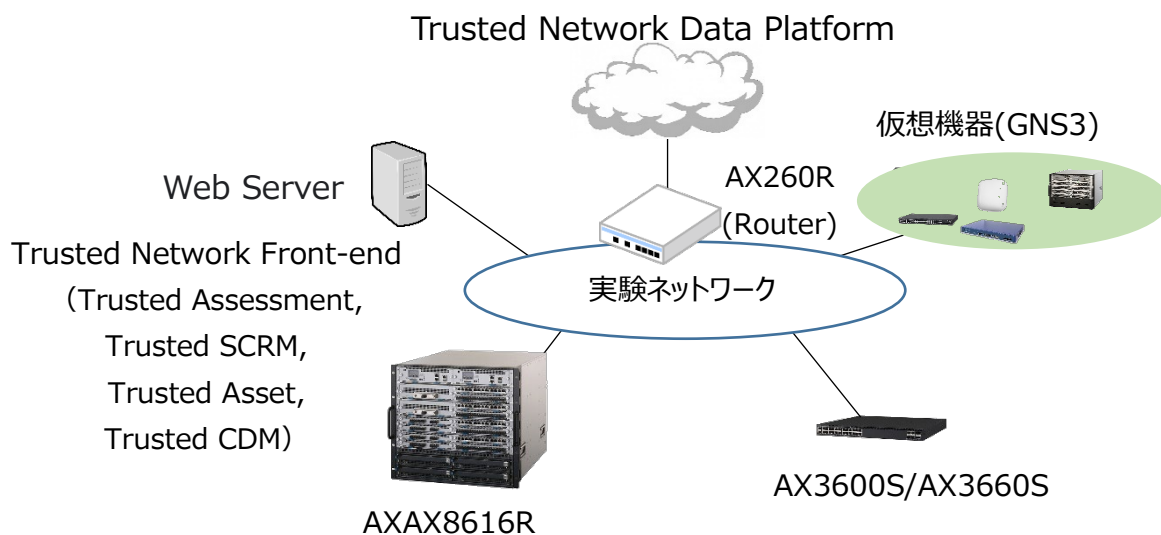 Trusted Network Data Platform
仮想機器(GNS3)
AX260R
(Router)
Web Server
Trusted Network Front-end
（Trusted Assessment,
Trusted SCRM,
Trusted Asset,
Trusted CDM）
実験ネットワーク
AXAX8616R
AX3600S/AX3660S